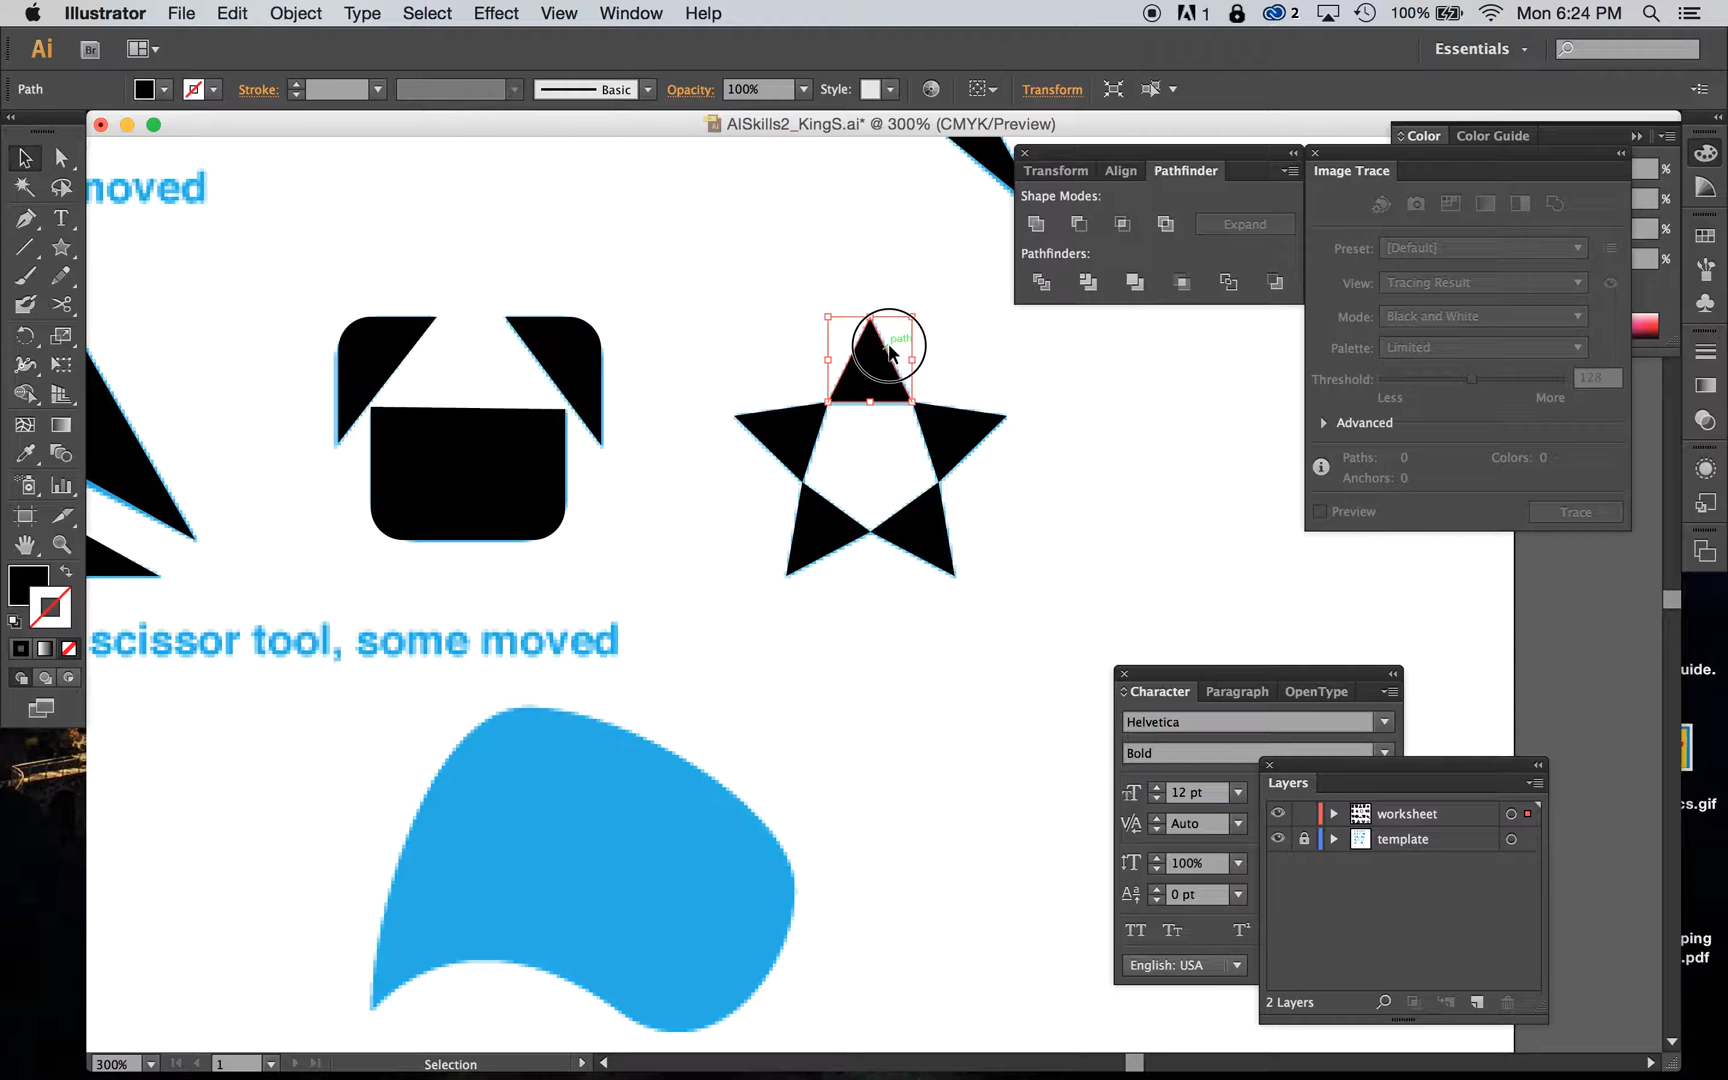 Illustrator File Edit Object Type Select Effect View Window Help 1 2 100% Mon 6:24 PM
Ai Br Essentials
Path Stroke: Basic Opacity: 100% Style: Transform
AISkills2_KingS.ai* @ 300% (CMYK/Preview)
Color Color Guide
Transform Align Pathfinder
Shape Modes:
Expand
Pathfinders:
Image Trace
Preset: [Default]
View: Tracing Result
Mode: Black and White
Palette: Limited
Threshold: 128
Less More
Advanced
Paths: 0 Colors: 0
Anchors: 0
Preview Trace
%
%
%
%
moved
path
scissor tool, some moved
Character Paragraph OpenType
Helvetica
Bold
12 pt
Auto
100%
0 pt
English: USA
Layers
worksheet
template
2 Layers
uide.
cs.gif
ping
.pdf
300% 1 Selection